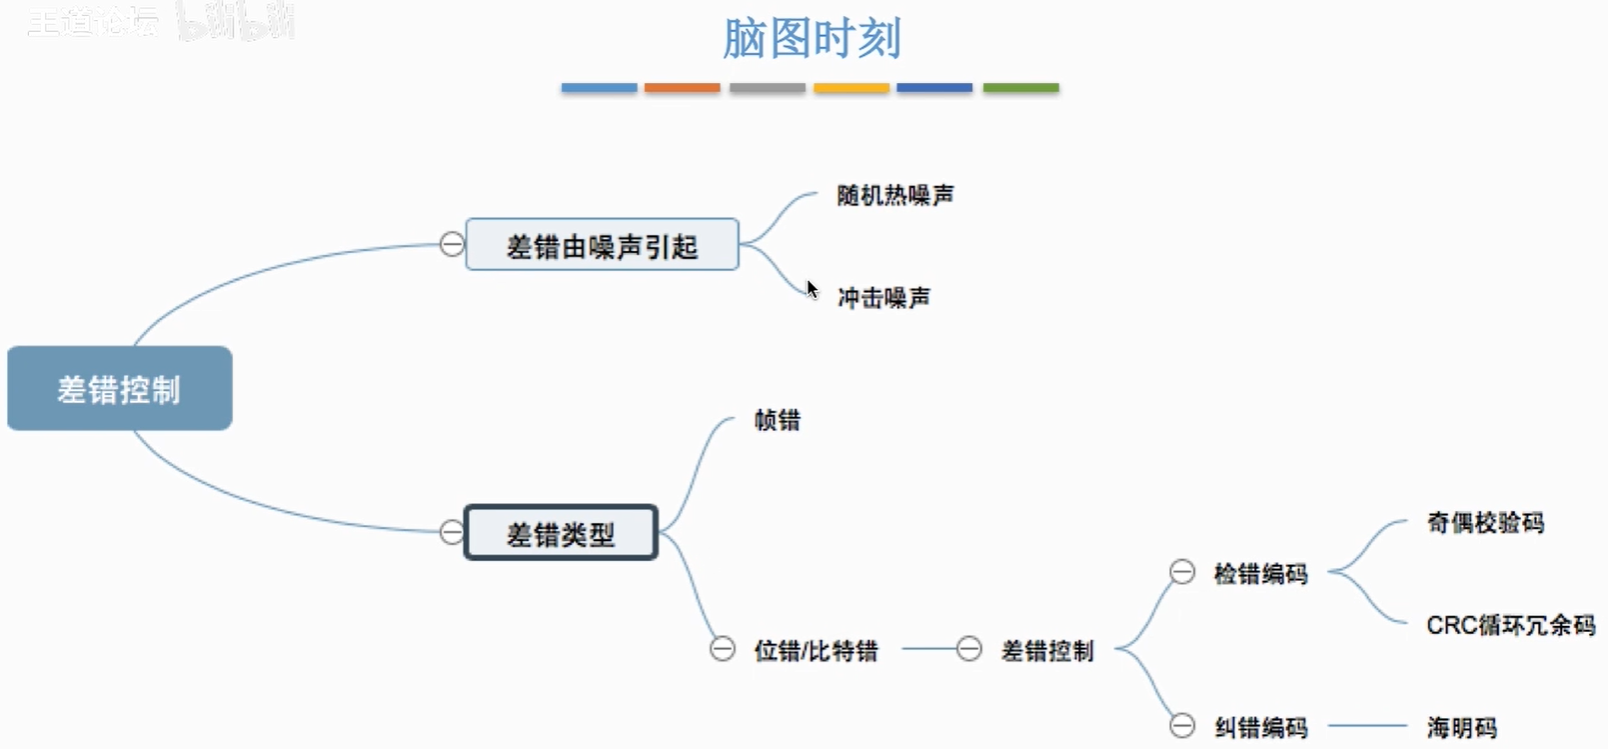 王道论坛 bilibili
脑图时刻
随机热噪声
差错由噪声引起
冲击噪声
差错控制
帧错
差错类型
奇偶校验码
检错编码
CRC循环冗余码
位错/比特错
差错控制
纠错编码
海明码